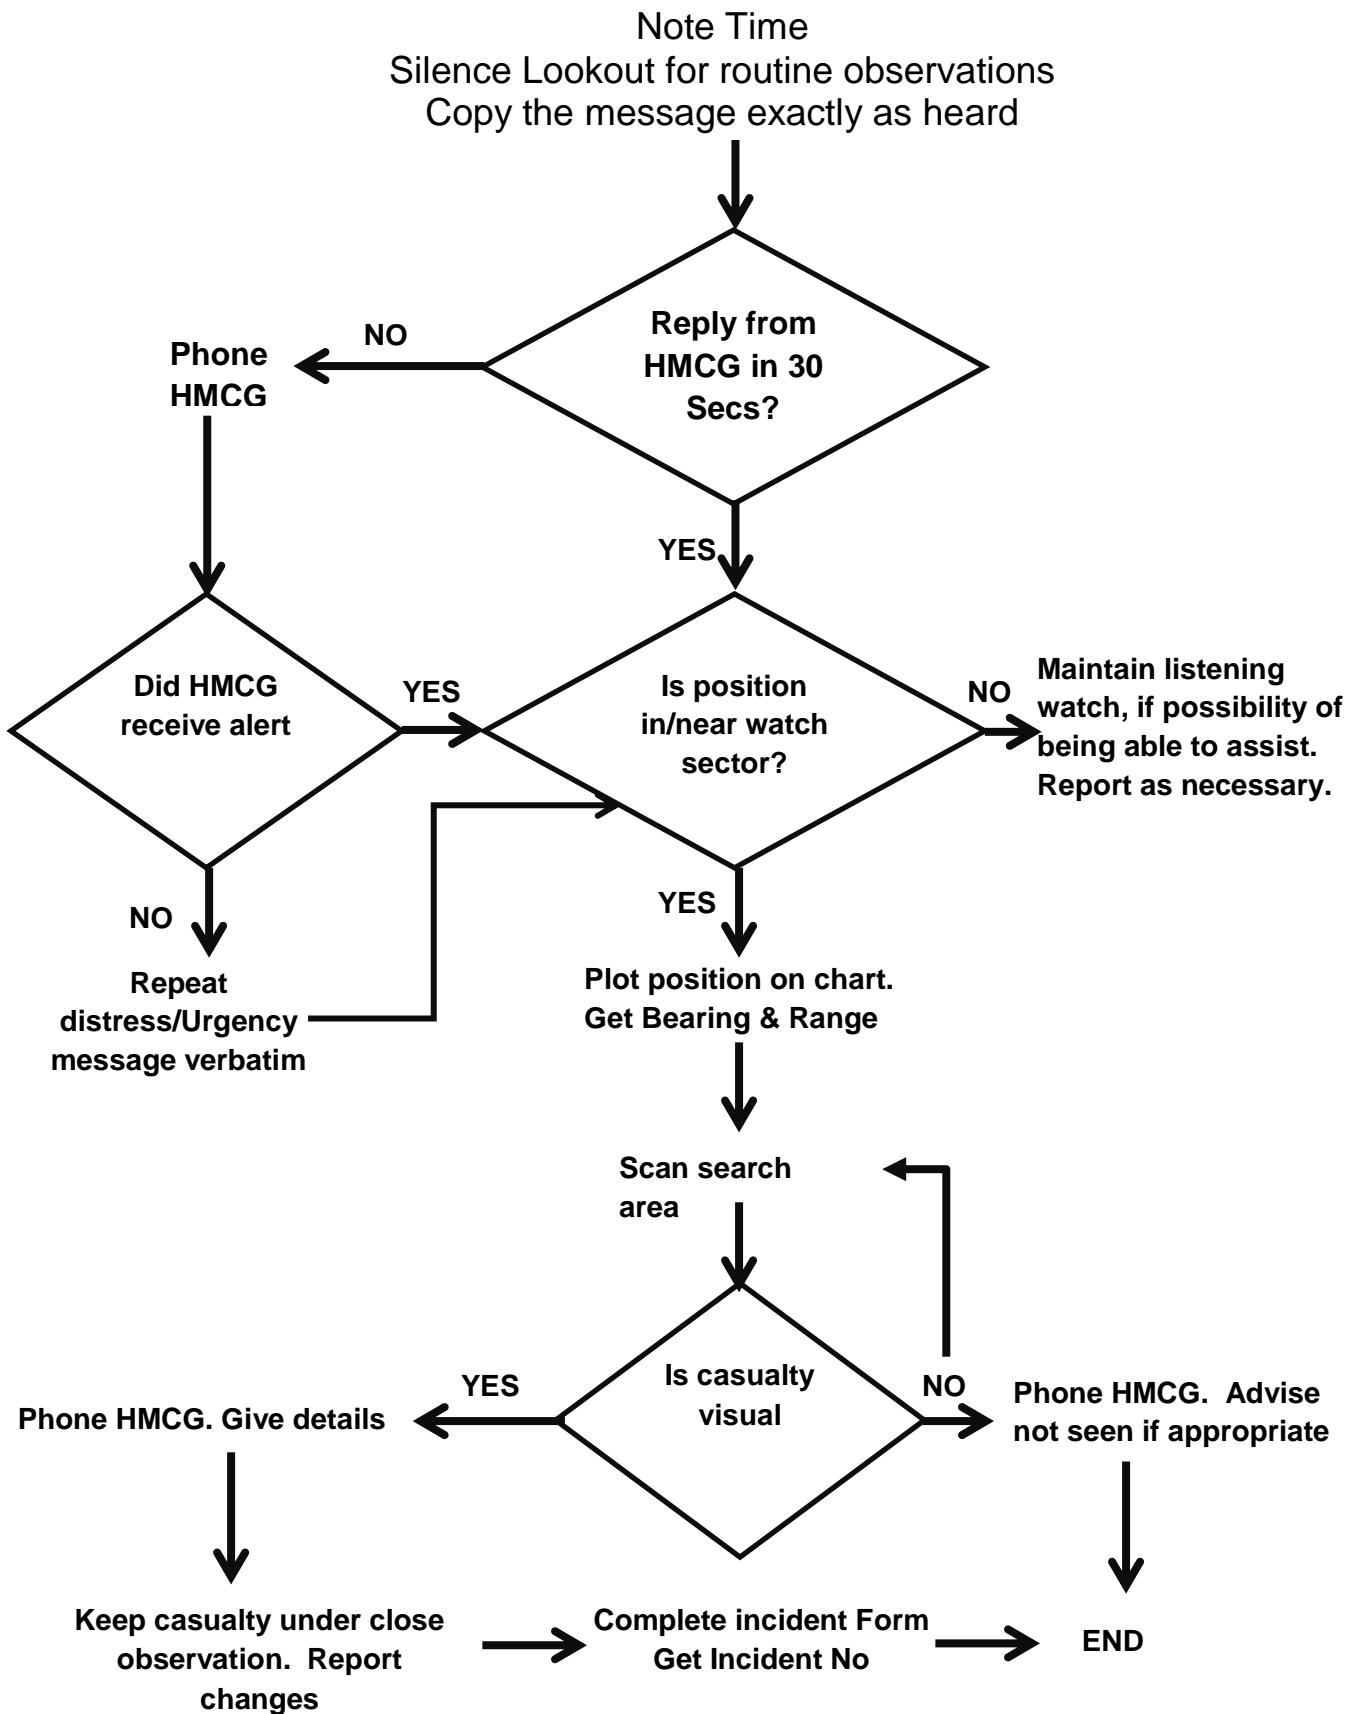 Note Time
Silence Lookout for routine observations
Copy the message exactly as heard
Reply from
HMCG in 30
Secs?
NO
Phone
HMCG
YES
Did HMCG
receive alert
YES
Is position
in/near watch
sector?
NO
Maintain listening
watch, if possibility of
being able to assist.
Report as necessary.
NO
Repeat
distress/Urgency
message verbatim
YES
Plot position on chart.
Get Bearing & Range
Scan search
area
Is casualty
visual
YES
Phone HMCG. Give details
NO
Phone HMCG.  Advise
not seen if appropriate
Keep casualty under close
observation.  Report
changes
Complete incident Form
Get Incident No
END